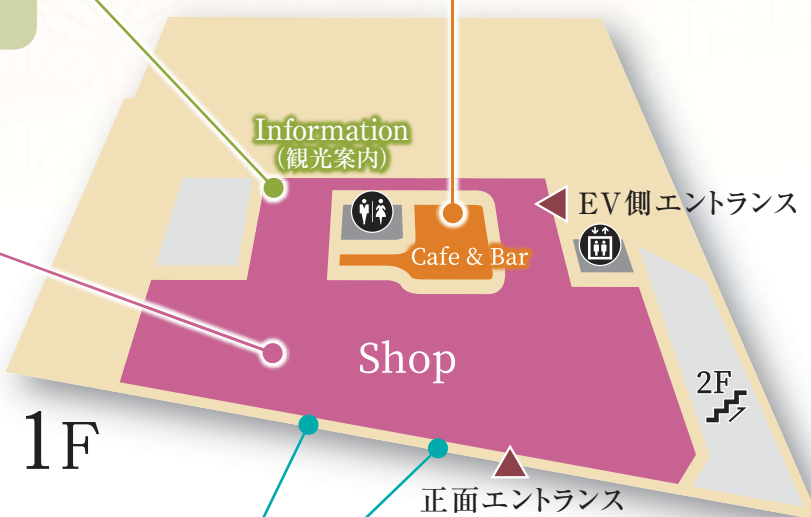 Information
(観光案内)
EV側エントランス
Cafe & Bar
Shop
2F
1F
正面エントランス